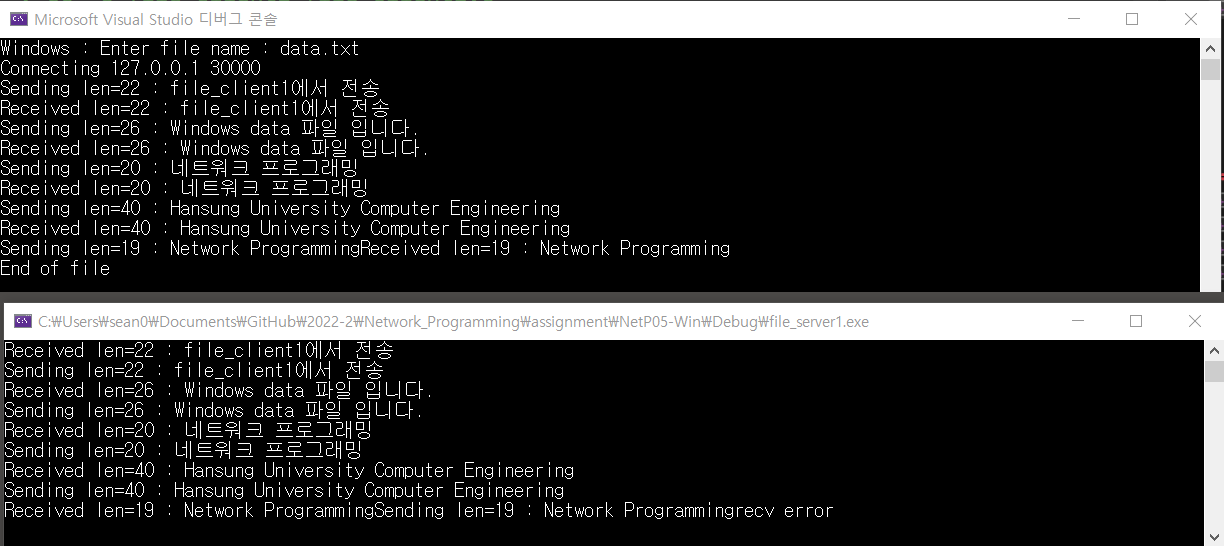 Microsoft Visual Studio 디버그 콘솔
Windows : Enter file name : data.txt
Connecting 127.0.0.1 30000
Sending len=22 : file_client1에서 전송
Received len=22 : file_client1에서 전송
Sending len=26 : Windows data 파일 입니다.
Received len=26 : Windows data 파일 입니다.
Sending len=20 : 네트워크 프로그래밍
Received len=20 : 네트워크 프로그래밍
Sending len=40 : Hansung University Computer Engineering
Received len=40 : Hansung University Computer Engineering
Sending len=19 : Network ProgrammingReceived len=19 : Network Programming
End of file
C:₩Users₩sean0₩Documents₩GitHub₩2022-2₩Network_Programming₩assignment₩NetP05-Win₩Debug₩file_server1.exe
Received len=22 : file_client1에서 전송
Sending len=22 : file_client1에서 전송
Received len=26 : Windows data 파일 입니다.
Sending len=26 : Windows data 파일 입니다.
Received len=20 : 네트워크 프로그래밍
Sending len=20 : 네트워크 프로그래밍
Received len=40 : Hansung University Computer Engineering
Sending len=40 : Hansung University Computer Engineering
Received len=19 : Network ProgrammingSending len=19 : Network Programmingrecv error